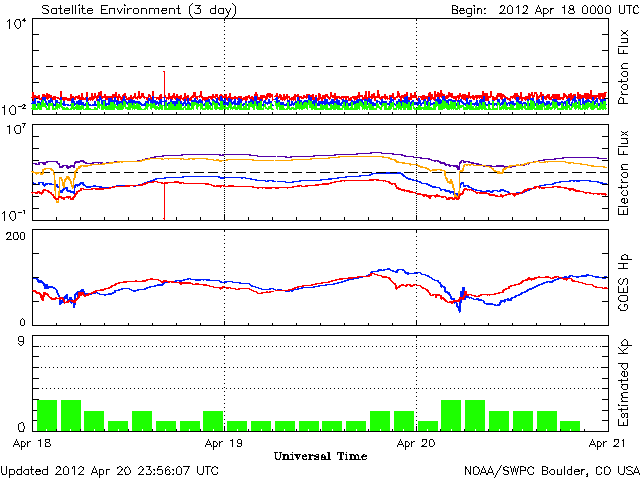 Satellite Environment (3 day) Begin: 2012 Apr 18 0000 UTC
10^4
10^-2
Proton Flux
10^7
10^-1
Electron Flux
200
0
GOES Hp
9
0
Estimated Kp
Apr 18 Apr 19 Apr 20 Apr 21
Universal Time
Updated 2012 Apr 20 23:56:07 UTC NOAA/SWPC Boulder, CO USA